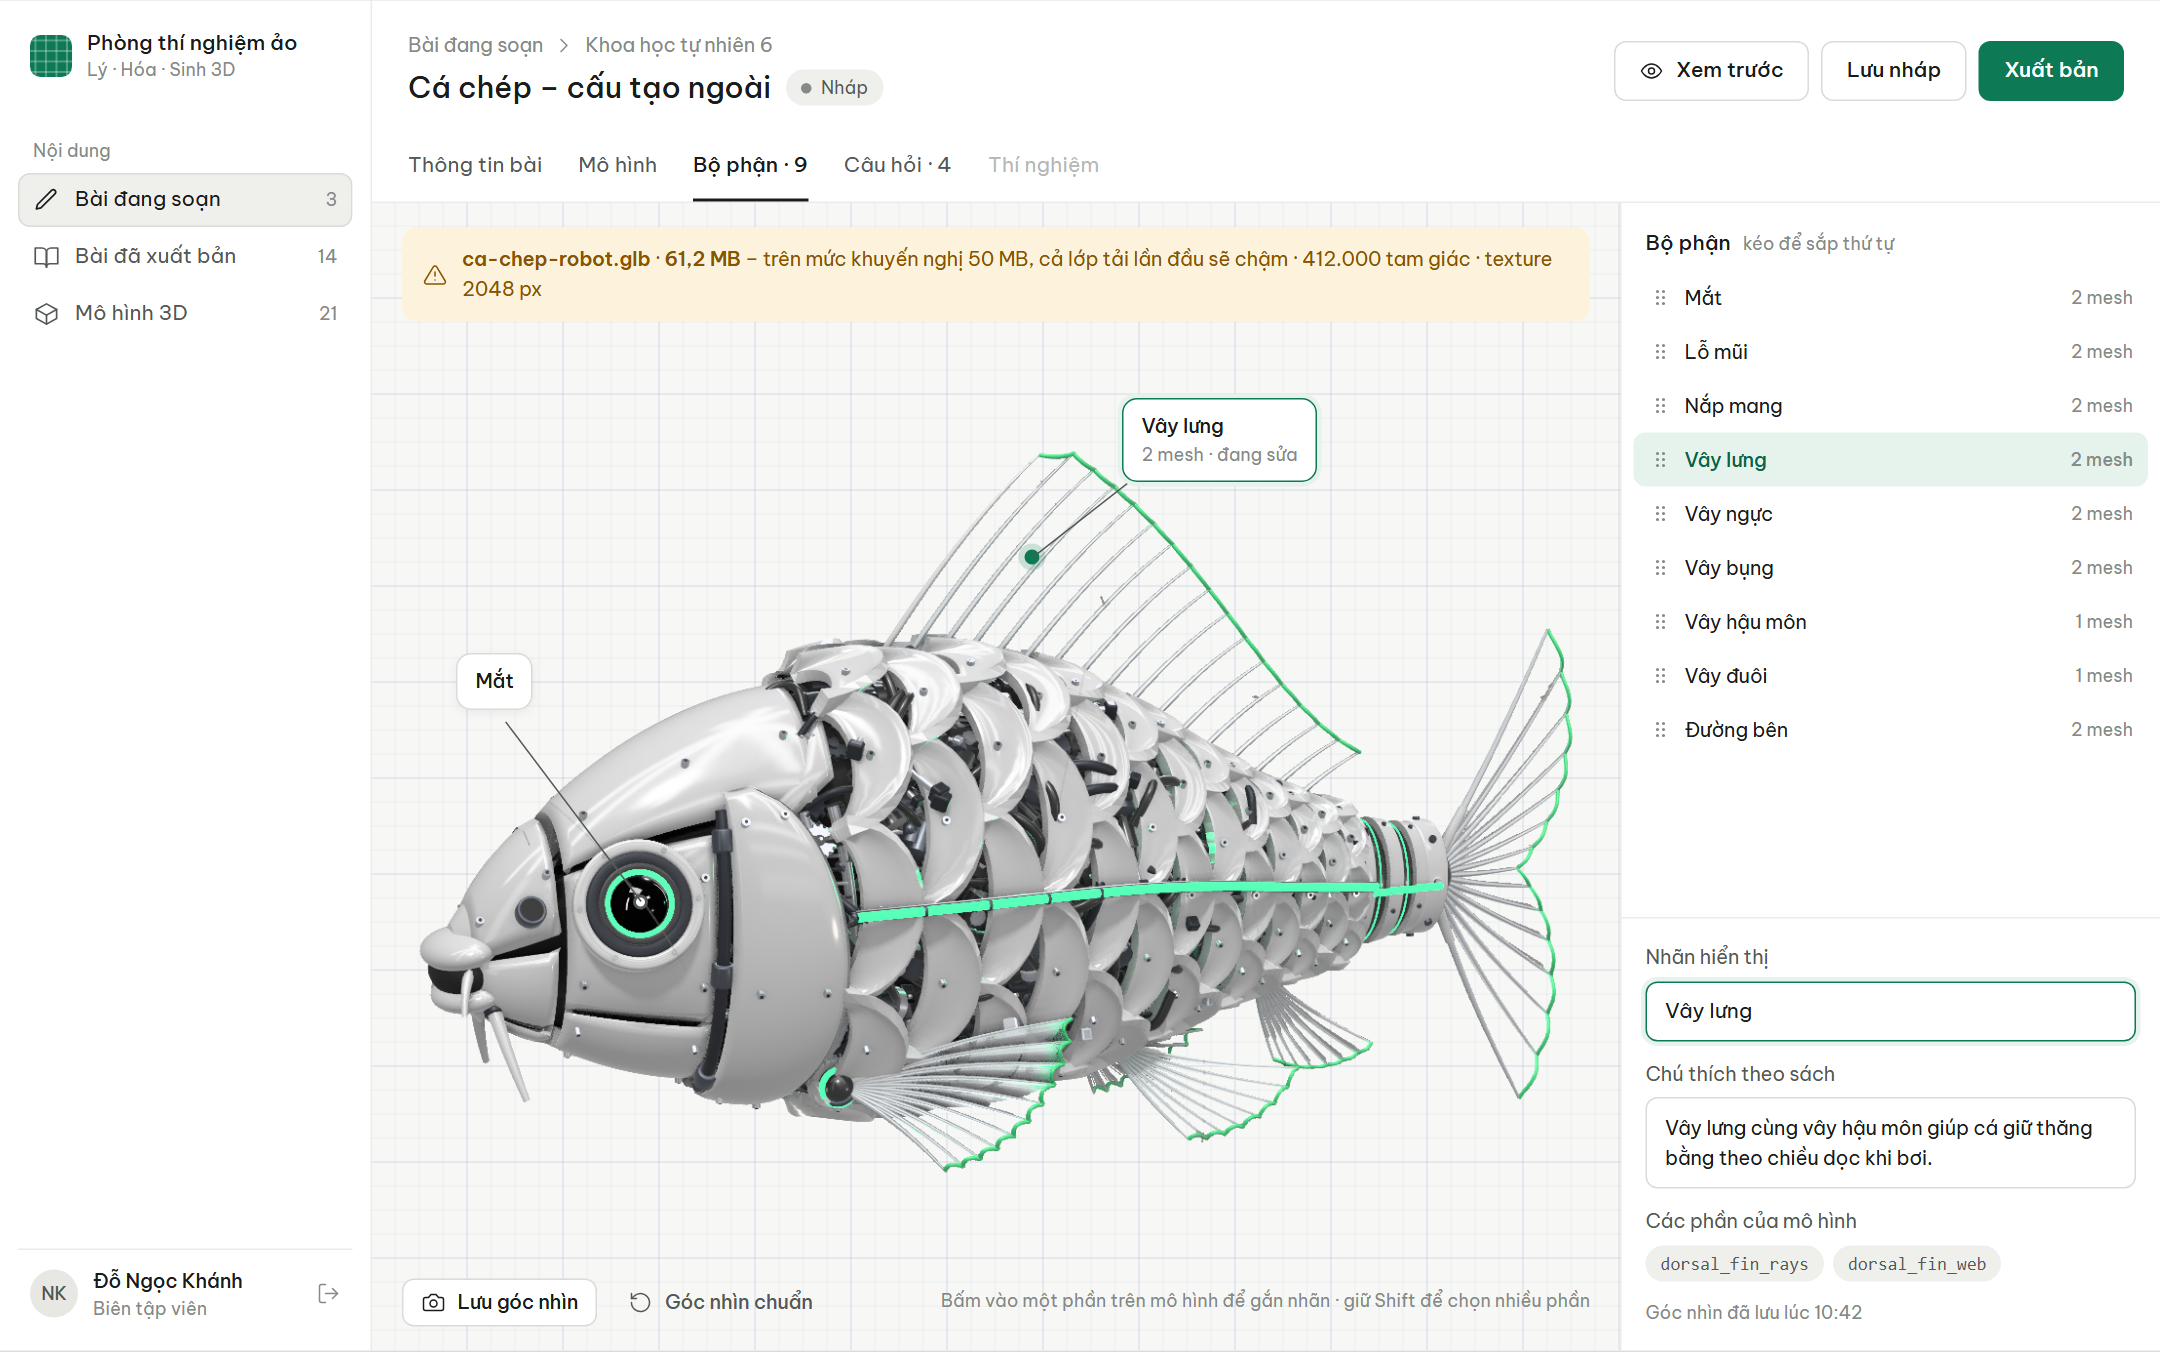 Phòng thí nghiệm ảo
Lý · Hóa · Sinh 3D
Nội dung
Bài đang soạn 3
Bài đã xuất bản 14
Mô hình 3D 21
NK
Đỗ Ngọc Khánh
Biên tập viên
Bài đang soạn > Khoa học tự nhiên 6
Cá chép – cấu tạo ngoài
Nháp
Xem trước
Lưu nháp
Xuất bản
Thông tin bài
Mô hình
Bộ phận · 9
Câu hỏi · 4
Thí nghiệm
ca-chep-robot.glb · 61,2 MB – trên mức khuyến nghị 50 MB, cả lớp tải lần đầu sẽ chậm · 412.000 tam giác · texture
2048 px
Vây lưng
2 mesh · đang sửa
Mắt
Lưu góc nhìn
Góc nhìn chuẩn
Bấm vào một phần trên mô hình để gắn nhãn · giữ Shift để chọn nhiều phần
Bộ phận kéo để sắp thứ tự
Mắt 2 mesh
Lỗ mũi 2 mesh
Nắp mang 2 mesh
Vây lưng 2 mesh
Vây ngực 2 mesh
Vây bụng 2 mesh
Vây hậu môn 1 mesh
Vây đuôi 1 mesh
Đường bên 2 mesh
Nhãn hiển thị
Vây lưng
Chú thích theo sách
Vây lưng cùng vây hậu môn giúp cá giữ thăng
bằng theo chiều dọc khi bơi.
Các phần của mô hình
dorsal_fin_rays
dorsal_fin_web
Góc nhìn đã lưu lúc 10:42